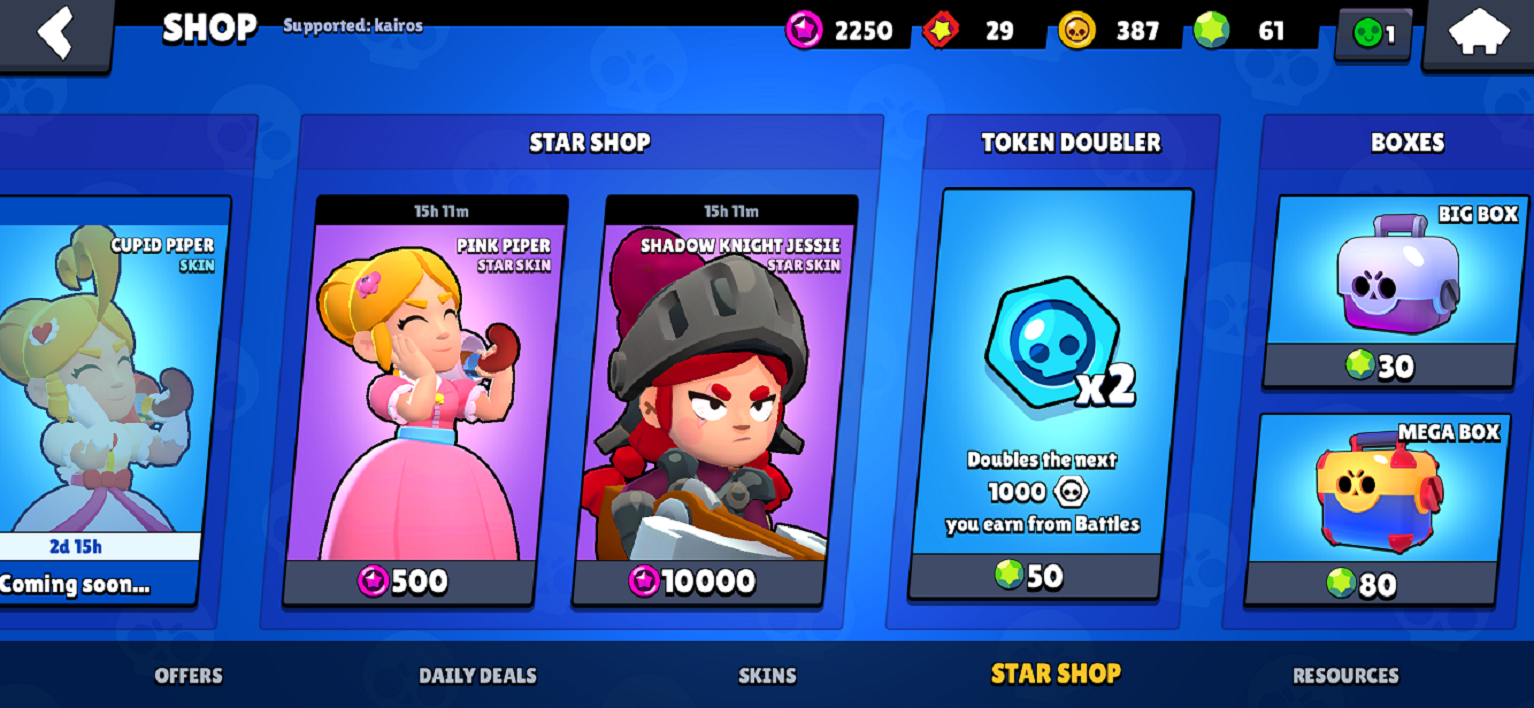 SHOP
Supported: kairos
2250
29
387
61
1
STAR SHOP
TOKEN DOUBLER
BOXES
CUPID PIPER
SKIN
2d 15h
Coming soon...
15h 11m
PINK PIPER
STAR SKIN
500
15h 11m
SHADOW KNIGHT JESSIE
STAR SKIN
10000
x2
Doubles the next
1000
you earn from Battles
50
BIG BOX
30
MEGA BOX
80
OFFERS
DAILY DEALS
SKINS
STAR SHOP
RESOURCES